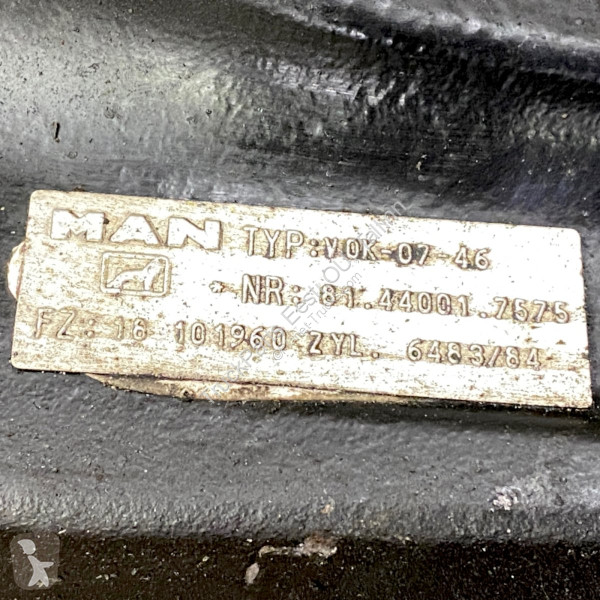 MAN TYP:VOK-07-46
* NR: 81.44001.7575
FZ: 16 101960 ZYL. 6483/84